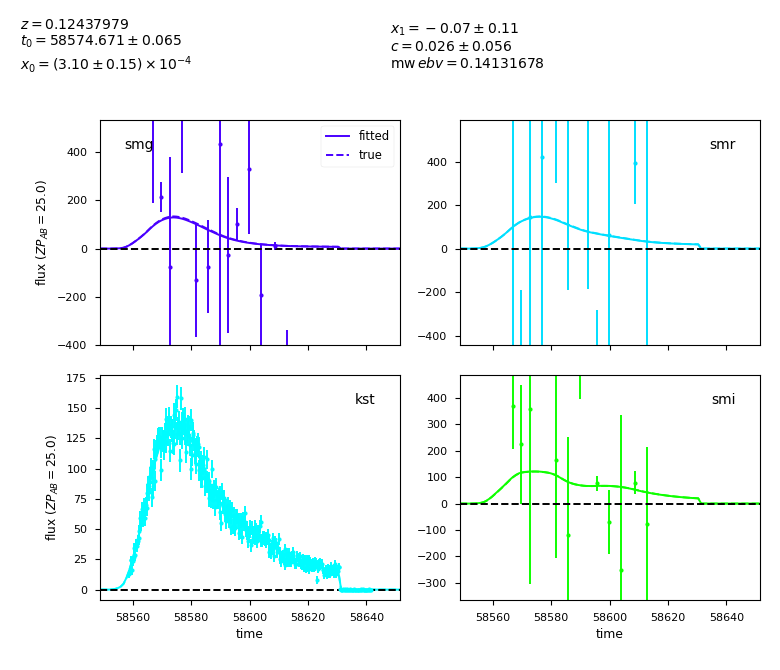 z = 0.12437979
t₀ = 58574.671 ± 0.065
x₀ = (3.10 ± 0.15) × 10⁻⁴
x₁ = −0.07 ± 0.11
c = 0.026 ± 0.056
mw ebv = 0.14131678
smg
fitted
true
400
200
0
−200
−400
flux (ZP_AB = 25.0)
smr
400
200
0
−200
−400
kst
175
150
125
100
75
50
25
0
flux (ZP_AB = 25.0)
58560 58580 58600 58620 58640
time
smi
400
300
200
100
0
−100
−200
−300
58560 58580 58600 58620 58640
time